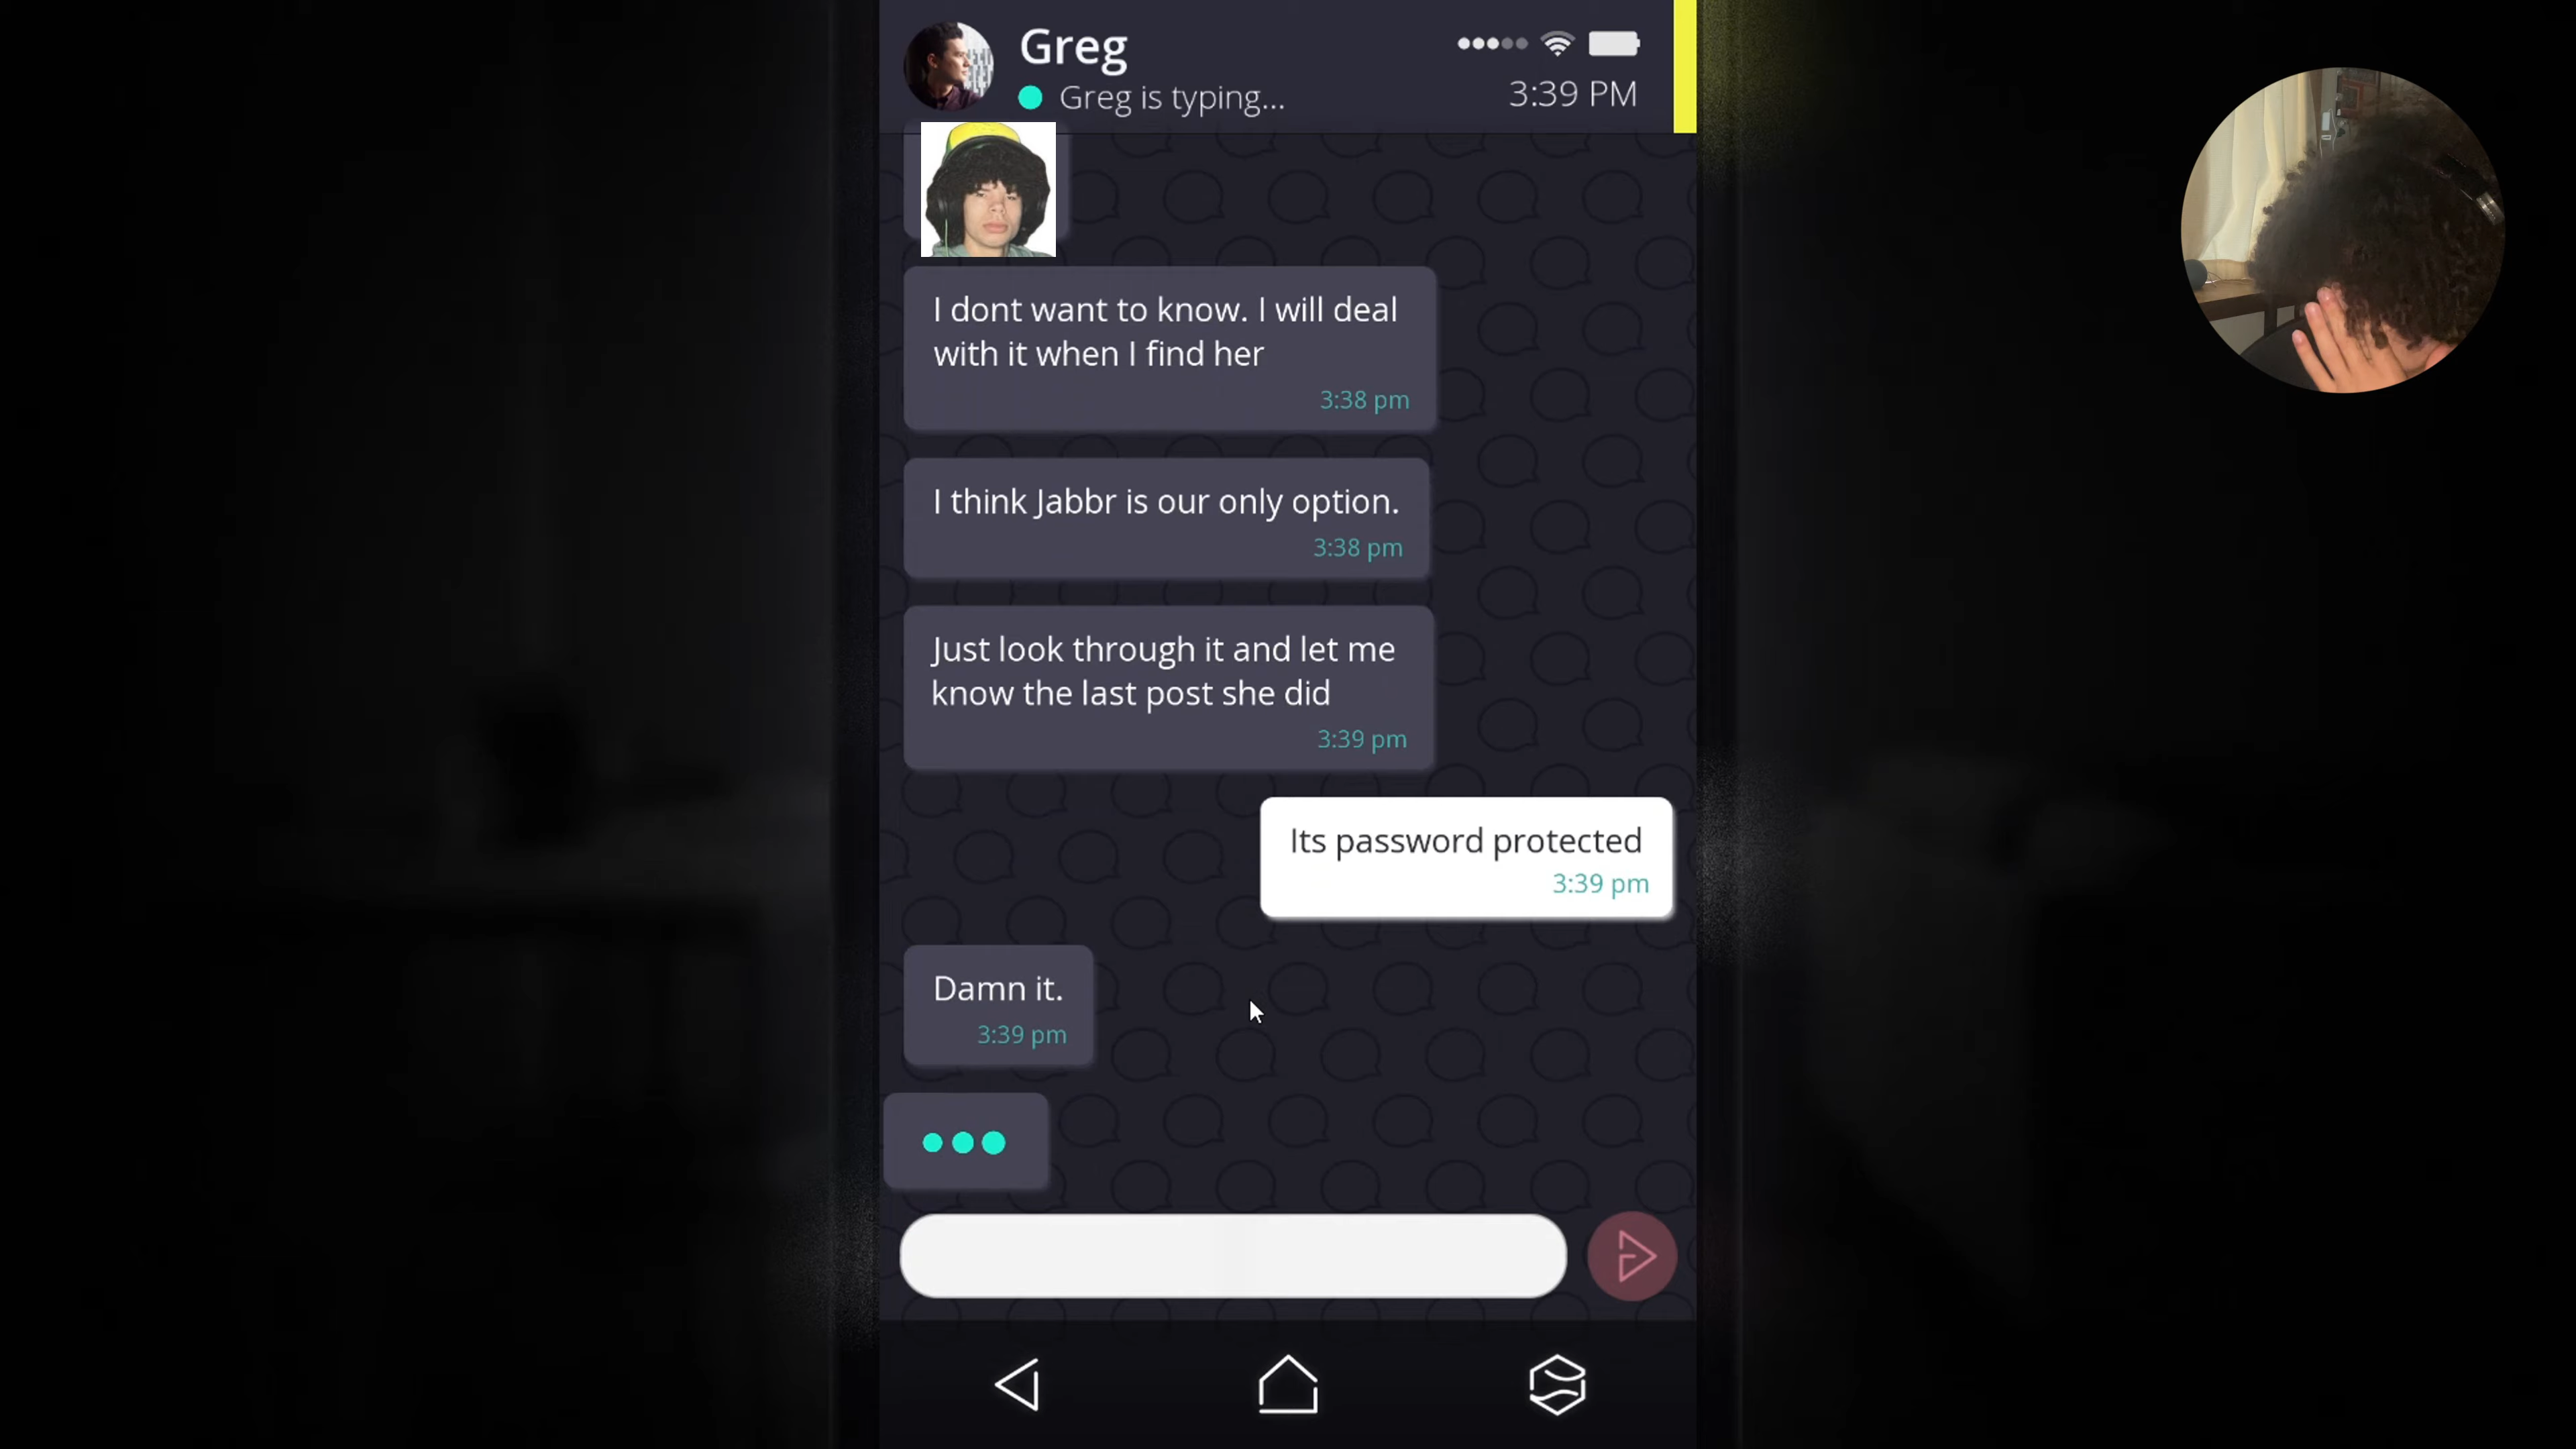 Greg
Greg is typing...
3:39 PM
I dont want to know. I will deal
with it when I find her
3:38 pm
I think Jabbr is our only option.
3:38 pm
Just look through it and let me
know the last post she did
3:39 pm
Its password protected
3:39 pm
Damn it.
3:39 pm